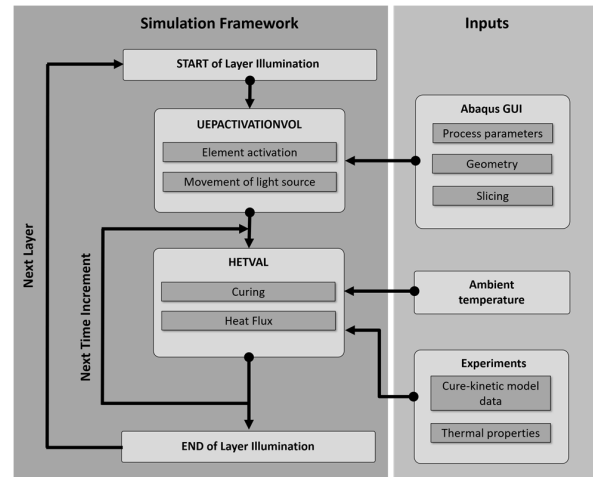 Simulation Framework
START of Layer Illumination
UEPACTIVATIONVOL
Element activation
Movement of light source
HETVAL
Curing
Heat Flux
END of Layer Illumination
Next Layer
Next Time Increment
Inputs
Abaqus GUI
Process parameters
Geometry
Slicing
Ambient
temperature
Experiments
Cure-kinetic model
data
Thermal properties